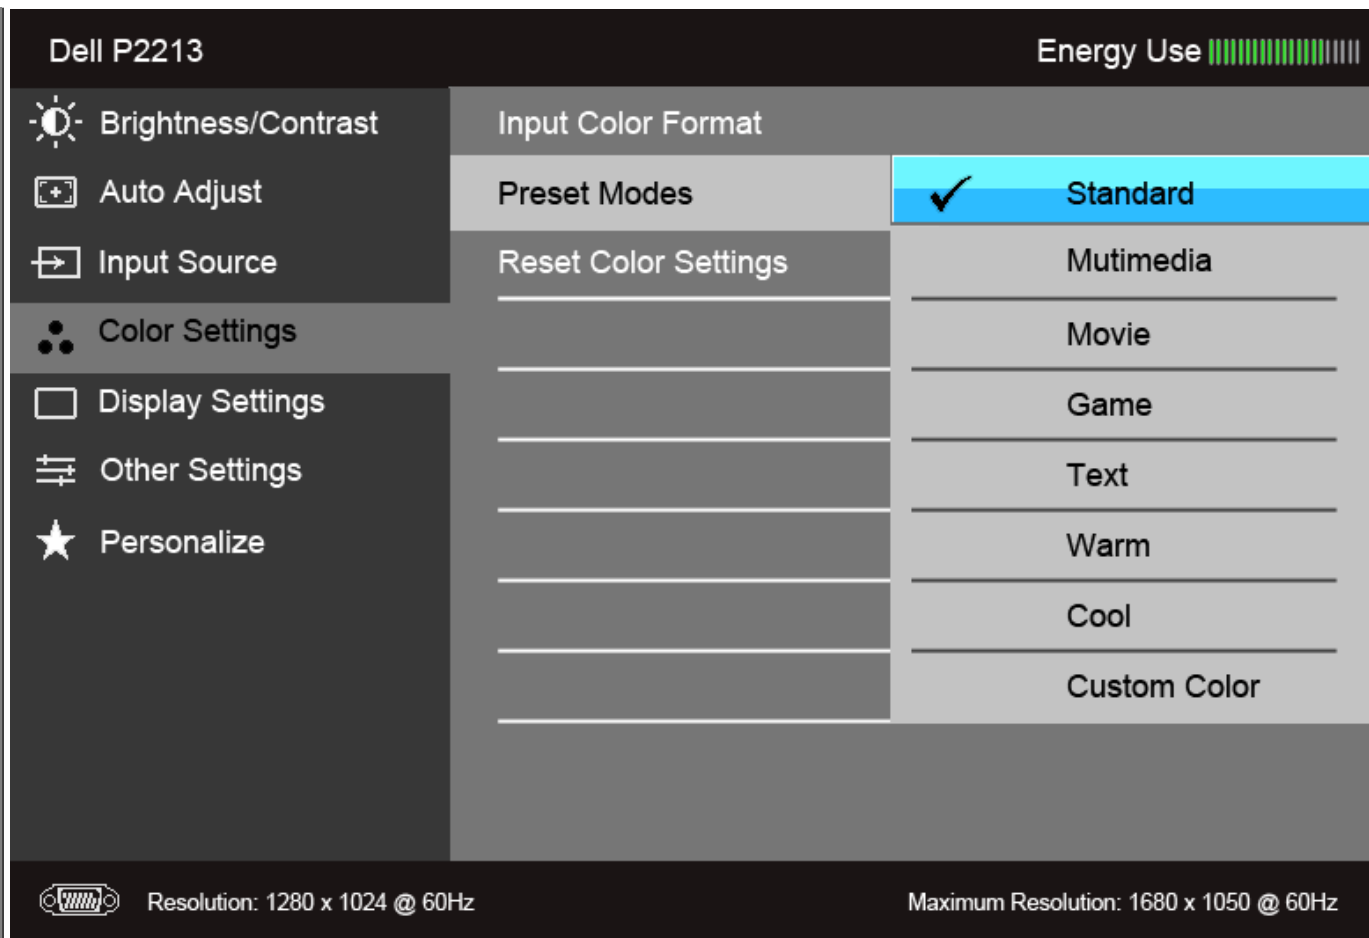 Dell P2213
Energy Use
Brightness/Contrast
Auto Adjust
Input Source
Color Settings
Display Settings
Other Settings
Personalize
Input Color Format
Preset Modes
Reset Color Settings
Standard
Mutimedia
Movie
Game
Text
Warm
Cool
Custom Color
Resolution: 1280 x 1024 @ 60Hz
Maximum Resolution: 1680 x 1050 @ 60Hz